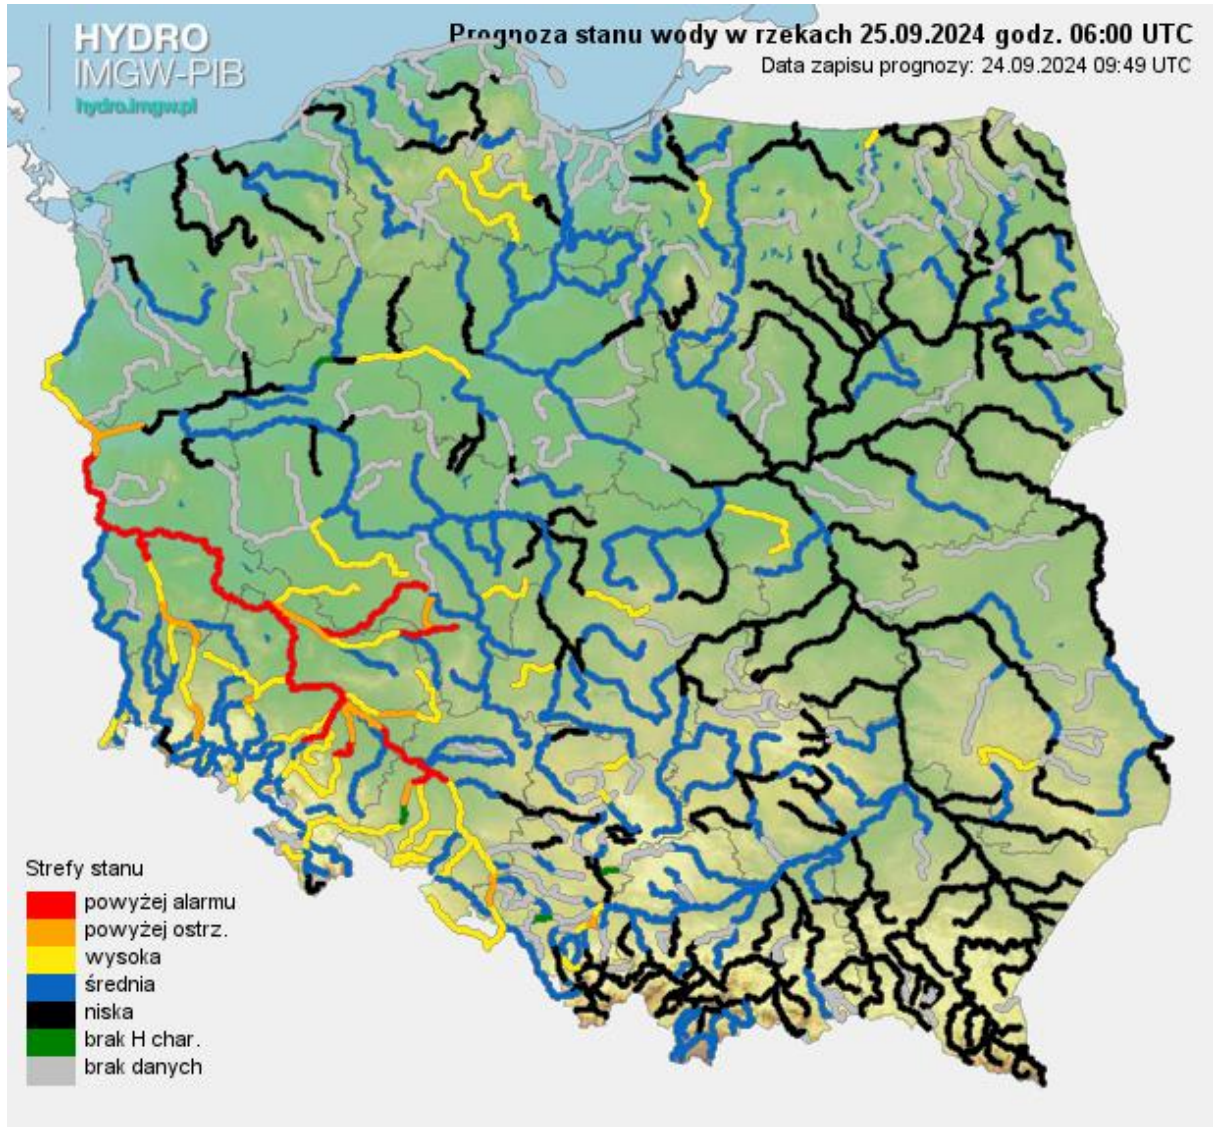 HYDRO
IMGW-PIB
hydro.imgw.pl
Prognoza stanu wody w rzekach 25.09.2024 godz. 06:00 UTC
Data zapisu prognozy: 24.09.2024 09:49 UTC
Strefy stanu
powyżej alarmu
powyżej ostrz.
wysoka
średnia
niska
brak H char.
brak danych